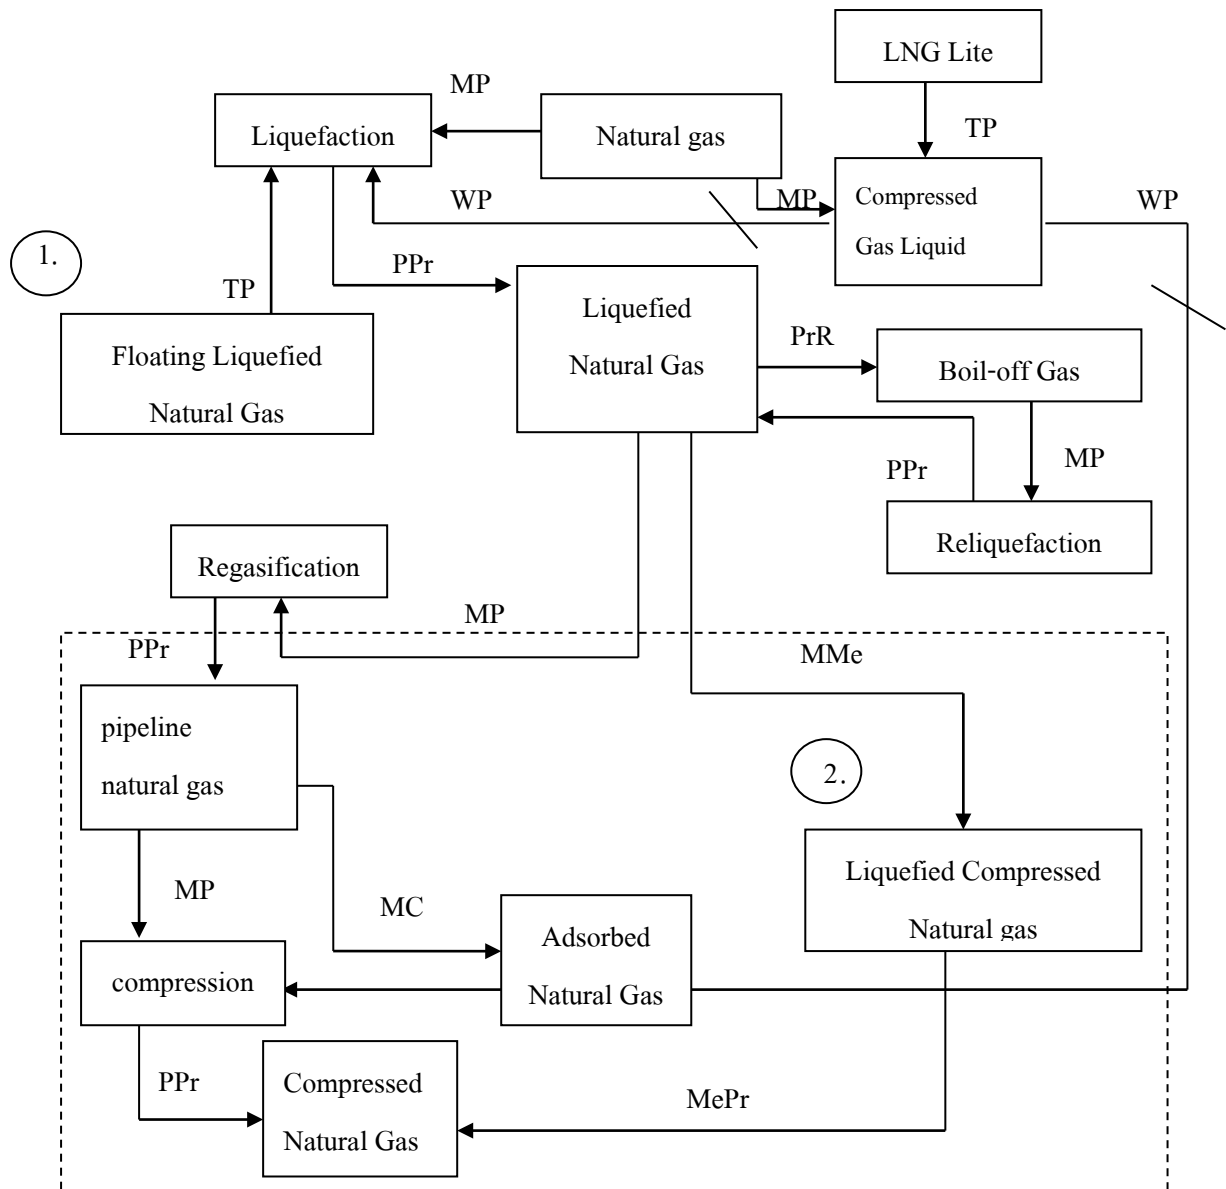 LNG Lite
MP
Liquefaction
Natural gas
TP
WP
MP
Compressed
Gas Liquid
WP
1.
PPr
TP
Liquefied
Natural Gas
Floating Liquefied
Natural Gas
PrR
Boil-off Gas
PPr
MP
Reliquefaction
Regasification
MP
PPr
MMe
pipeline
natural gas
2.
MP
MC
Liquefied Compressed
Natural gas
Adsorbed
Natural Gas
compression
PPr
Compressed
Natural Gas
MePr